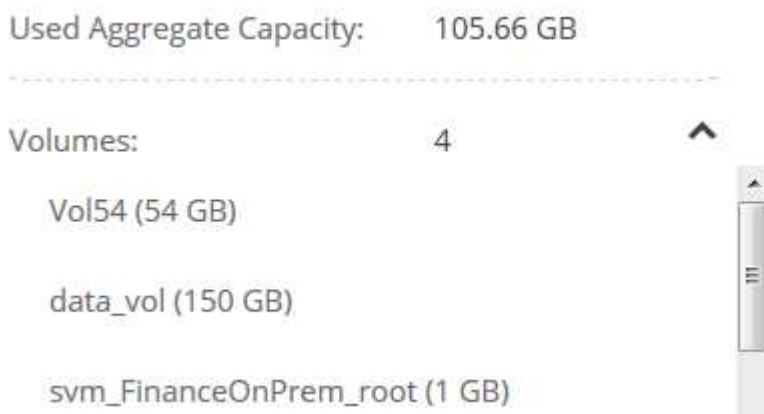 Used Aggregate Capacity: 105.66 GB
Volumes: 4
Vol54 (54 GB)
data_vol (150 GB)
svm_FinanceOnPrem_root (1 GB)